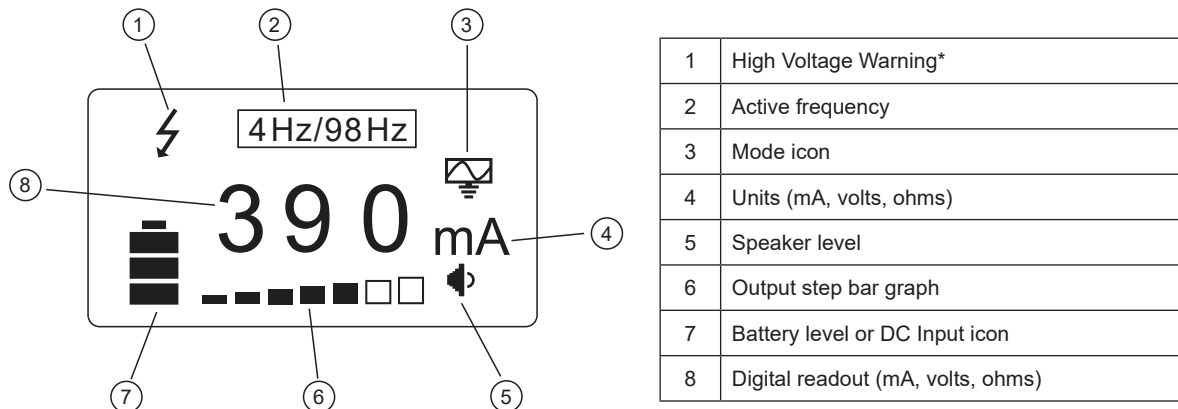 1 2 3
4Hz/98Hz
8
390
mA
4
7 6 5
1 High Voltage Warning*
2 Active frequency
3 Mode icon
4 Units (mA, volts, ohms)
5 Speaker level
6 Output step bar graph
7 Battery level or DC Input icon
8 Digital readout (mA, volts, ohms)